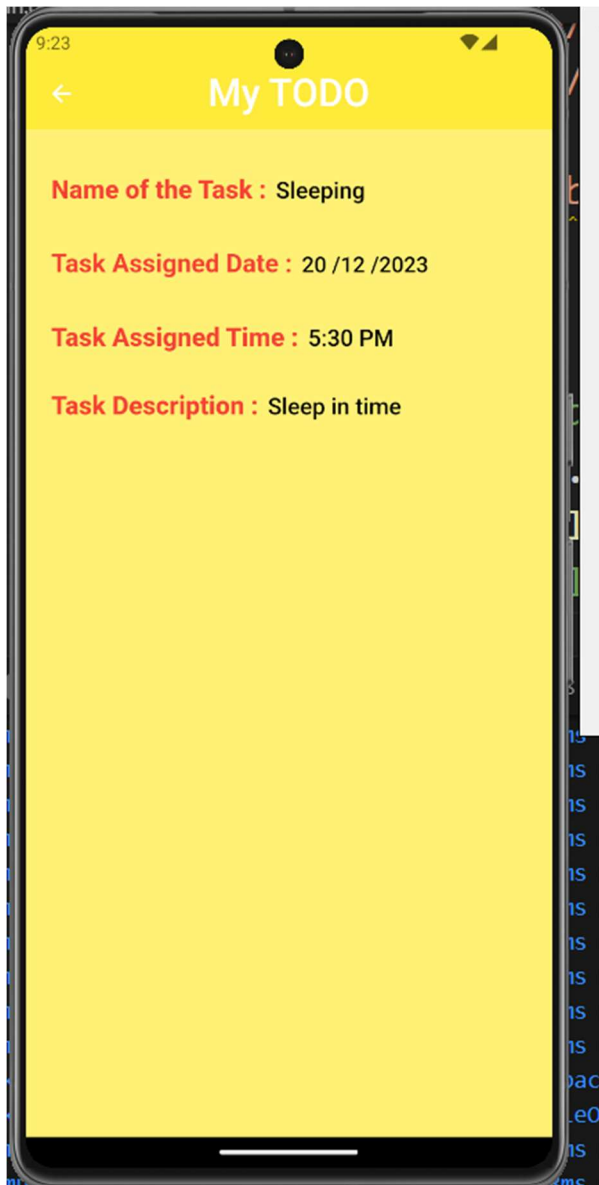 9:23
My TODO
Name of the Task : Sleeping
Task Assigned Date : 20 /12 /2023
Task Assigned Time : 5:30 PM
Task Description : Sleep in time